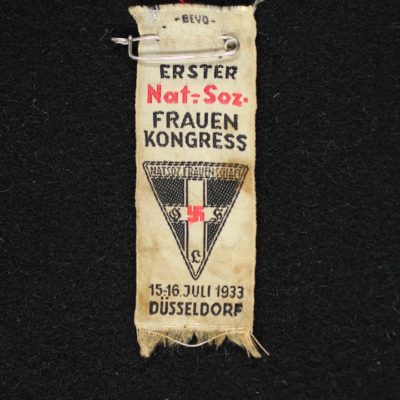 -BEVO-
ERSTER
Nat.-Soz.
FRAUEN
KONGRESS
NAT.SOZ.FRAUENSCHAFT
G H
L
15-16 JULI 1933
DÜSSELDORF